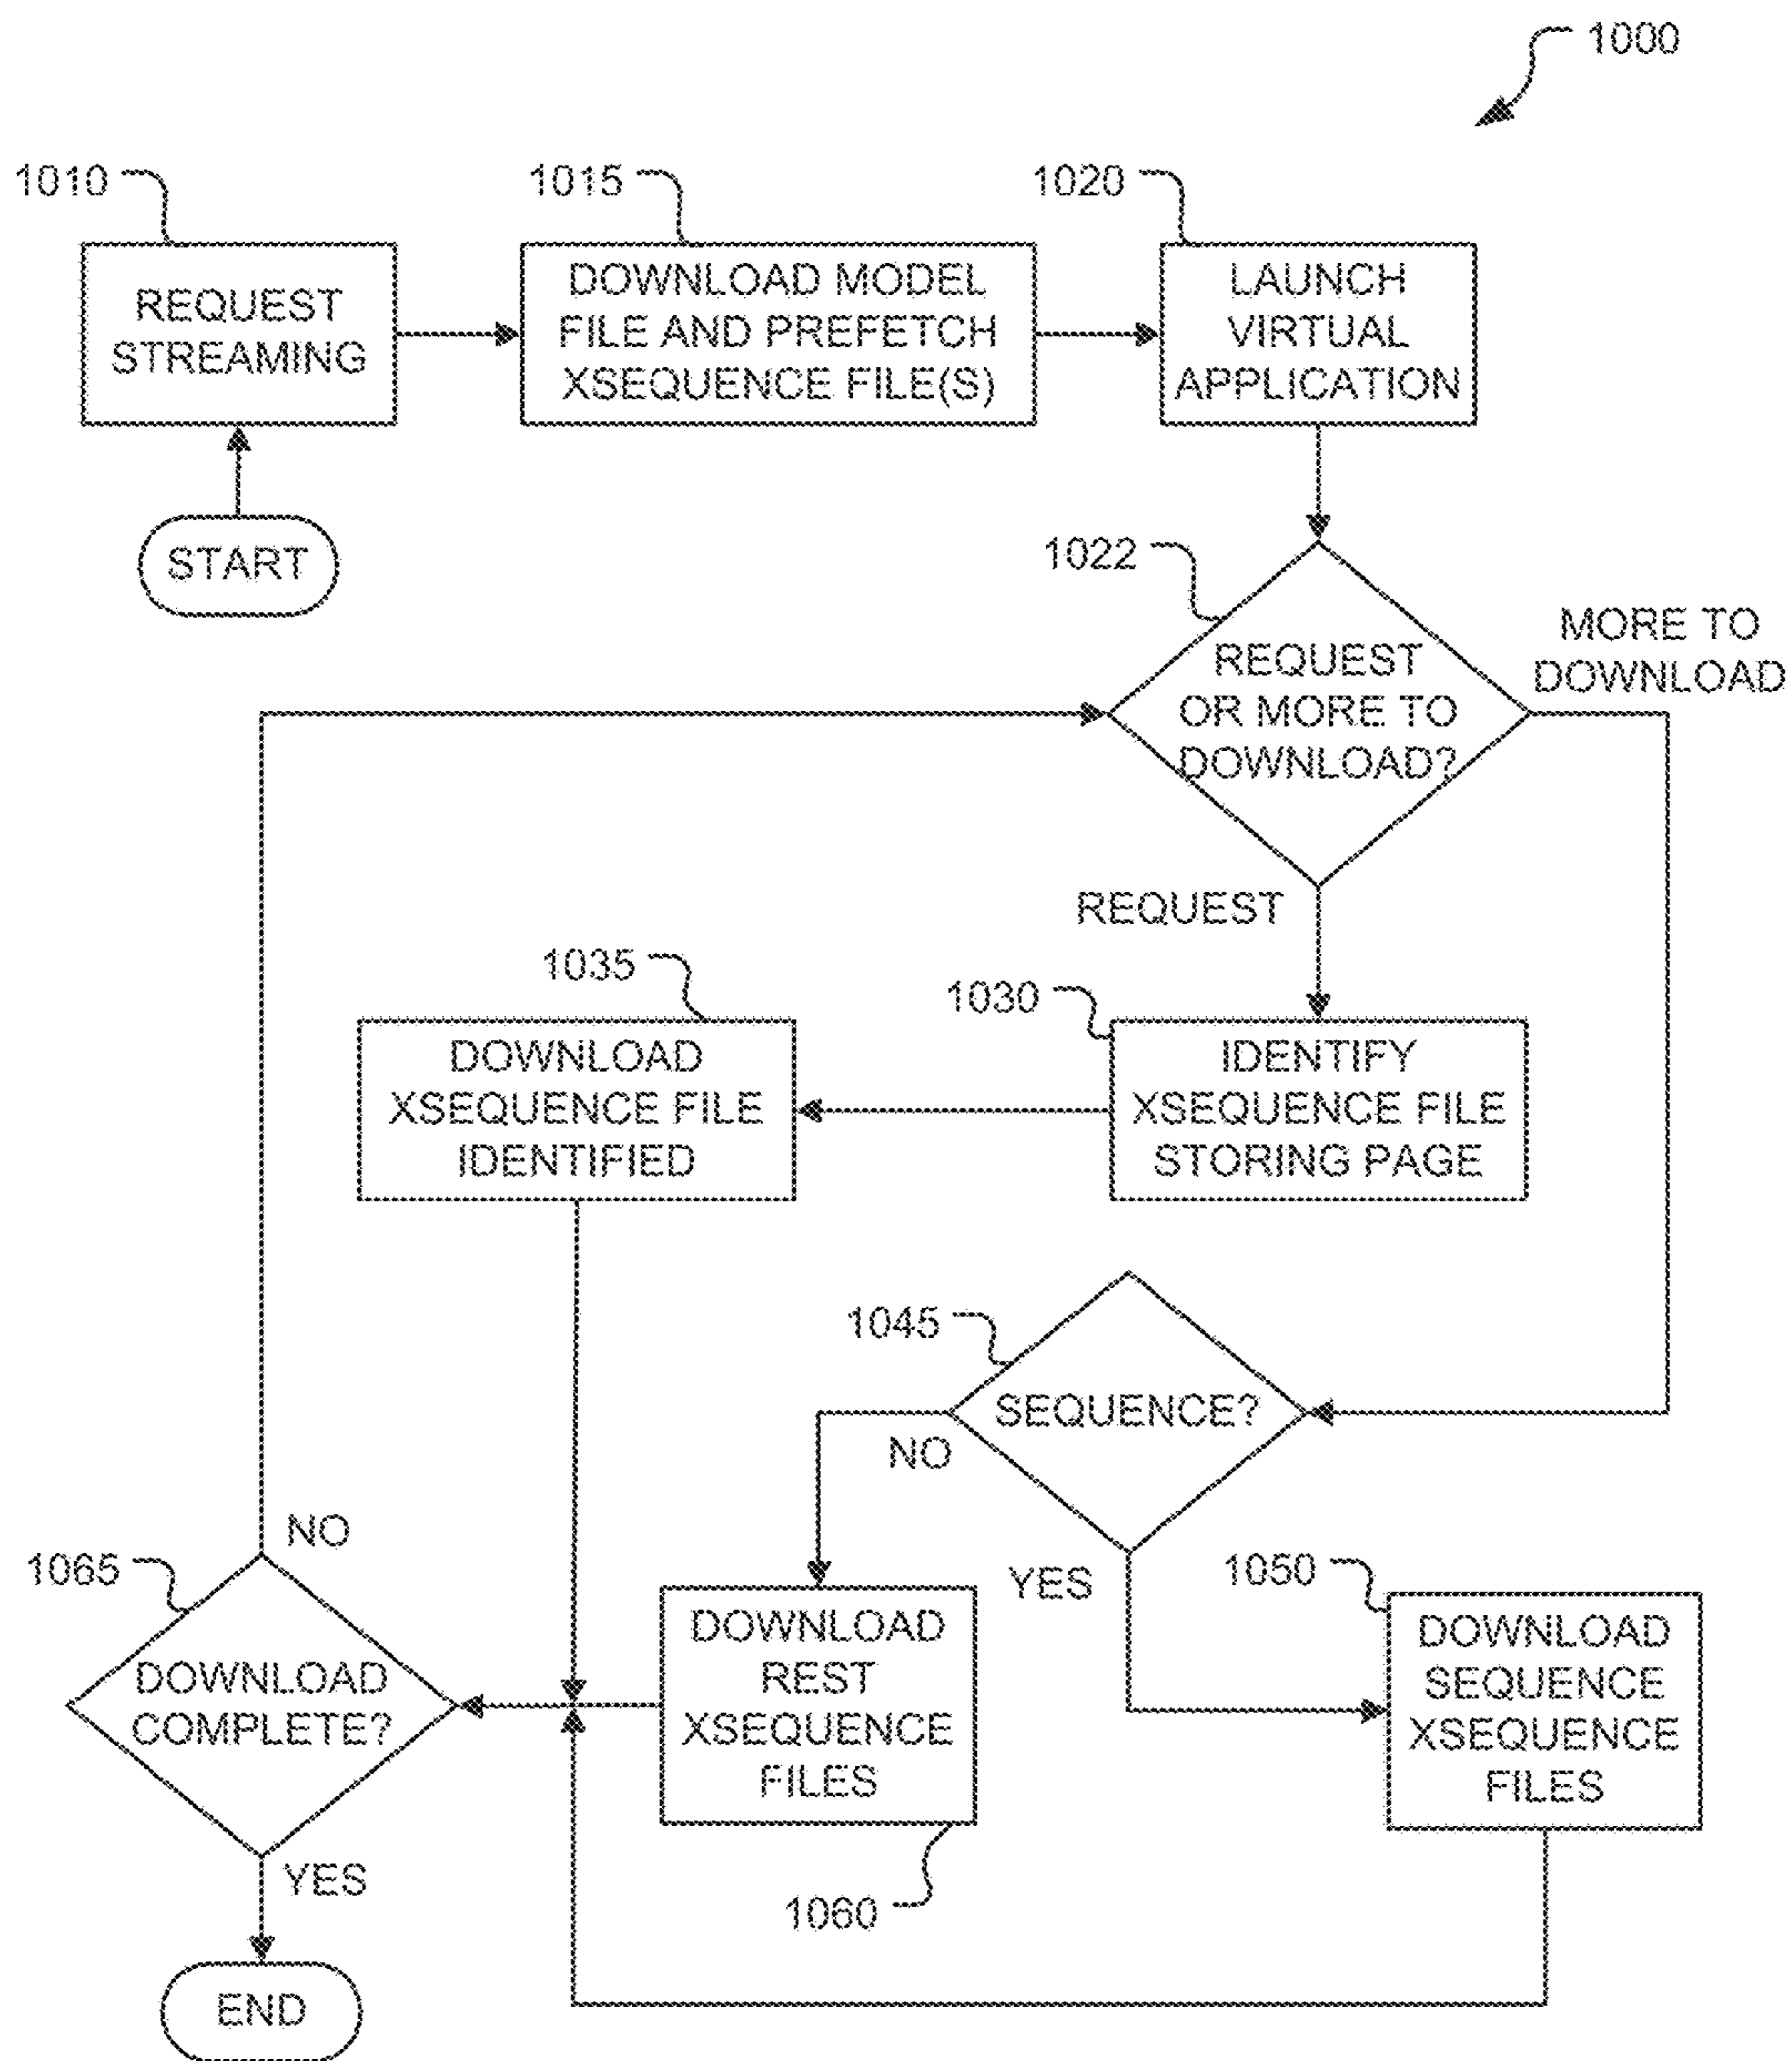 1000
1010
1015
1020
REQUEST
STREAMING
DOWNLOAD MODEL
FILE AND PREFETCH
XSEQUENCE FILE(S)
LAUNCH
VIRTUAL
APPLICATION
START
1022
REQUEST
OR MORE TO
DOWNLOAD?
MORE TO
DOWNLOAD
REQUEST
1035
1030
DOWNLOAD
XSEQUENCE FILE
IDENTIFIED
IDENTIFY
XSEQUENCE FILE
STORING PAGE
1045
SEQUENCE?
NO
YES
1050
NO
1065
DOWNLOAD
COMPLETE?
DOWNLOAD
REST
XSEQUENCE
FILES
DOWNLOAD
SEQUENCE
XSEQUENCE
FILES
YES
1060
END